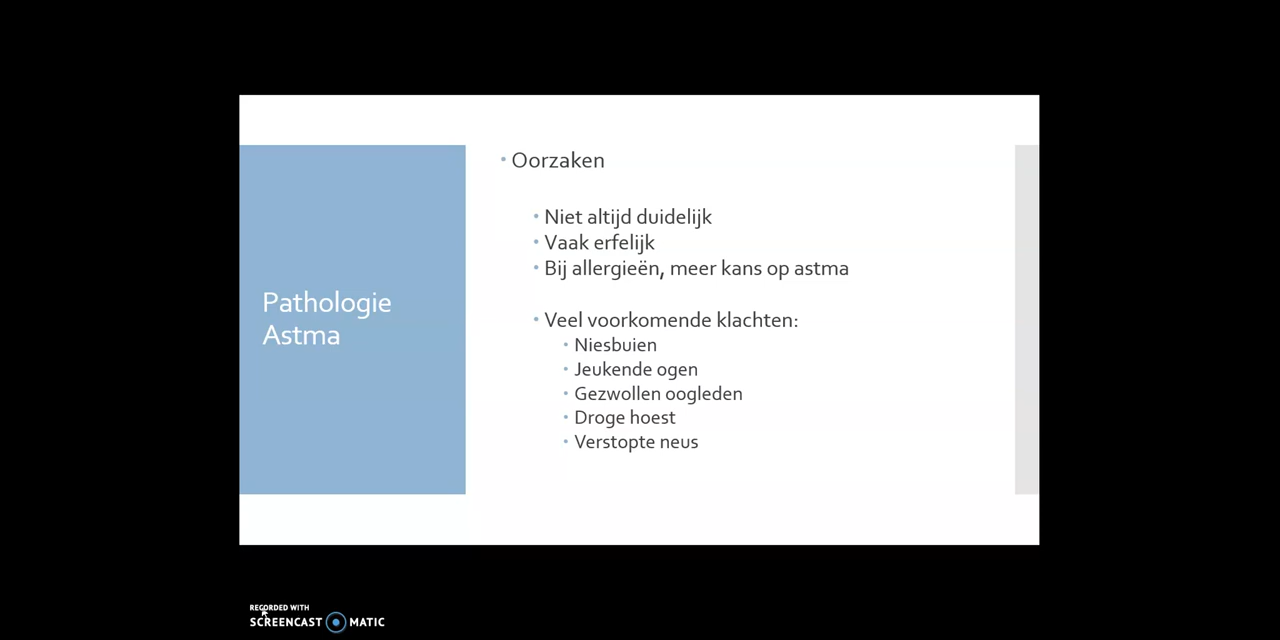 Pathologie
Astma
• Oorzaken
• Niet altijd duidelijk
• Vaak erfelijk
• Bij allergieën, meer kans op astma
• Veel voorkomende klachten:
• Niesbuien
• Jeukende ogen
• Gezwollen oogleden
• Droge hoest
• Verstopte neus
RECORDED WITH
SCREENCAST MATIC